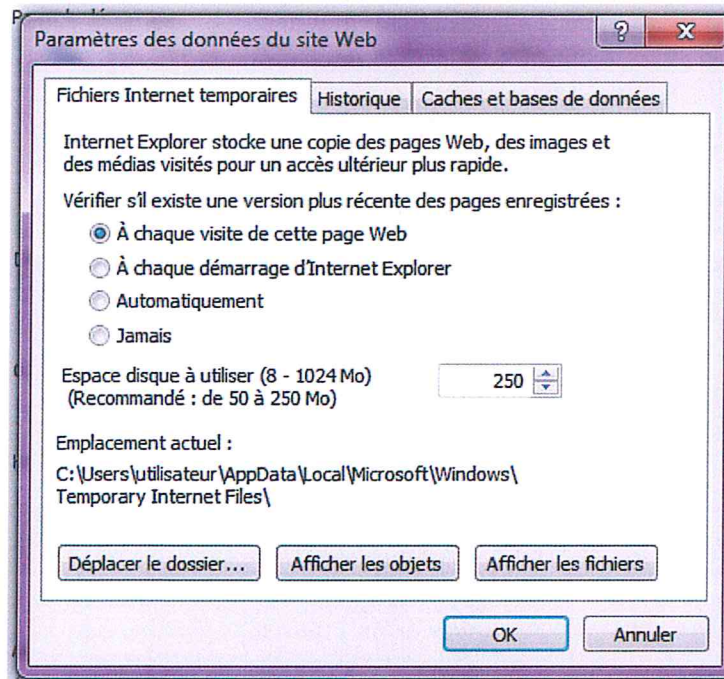 Paramètres des données du site Web
Fichiers Internet temporaires
Historique
Caches et bases de données
Internet Explorer stocke une copie des pages Web, des images et
des médias visités pour un accès ultérieur plus rapide.
Vérifier s'il existe une version plus récente des pages enregistrées :
À chaque visite de cette page Web
À chaque démarrage d'Internet Explorer
Automatiquement
Jamais
Espace disque à utiliser (8 - 1024 Mo)
(Recommandé : de 50 à 250 Mo)
250
Emplacement actuel :
C:\Users\utilisateur\AppData\Local\Microsoft\Windows\
Temporary Internet Files\
Déplacer le dossier...
Afficher les objets
Afficher les fichiers
OK
Annuler